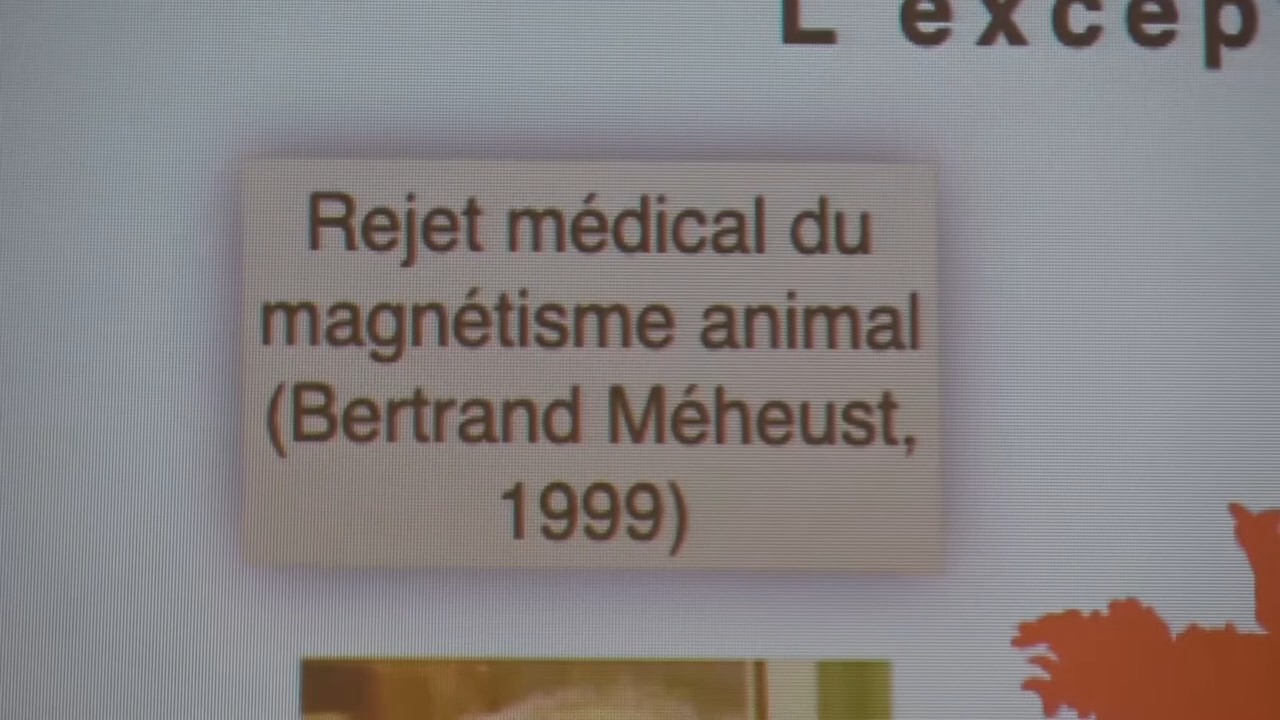 L'excep
Rejet médical du
magnétisme animal
(Bertrand Méheust,
1999)